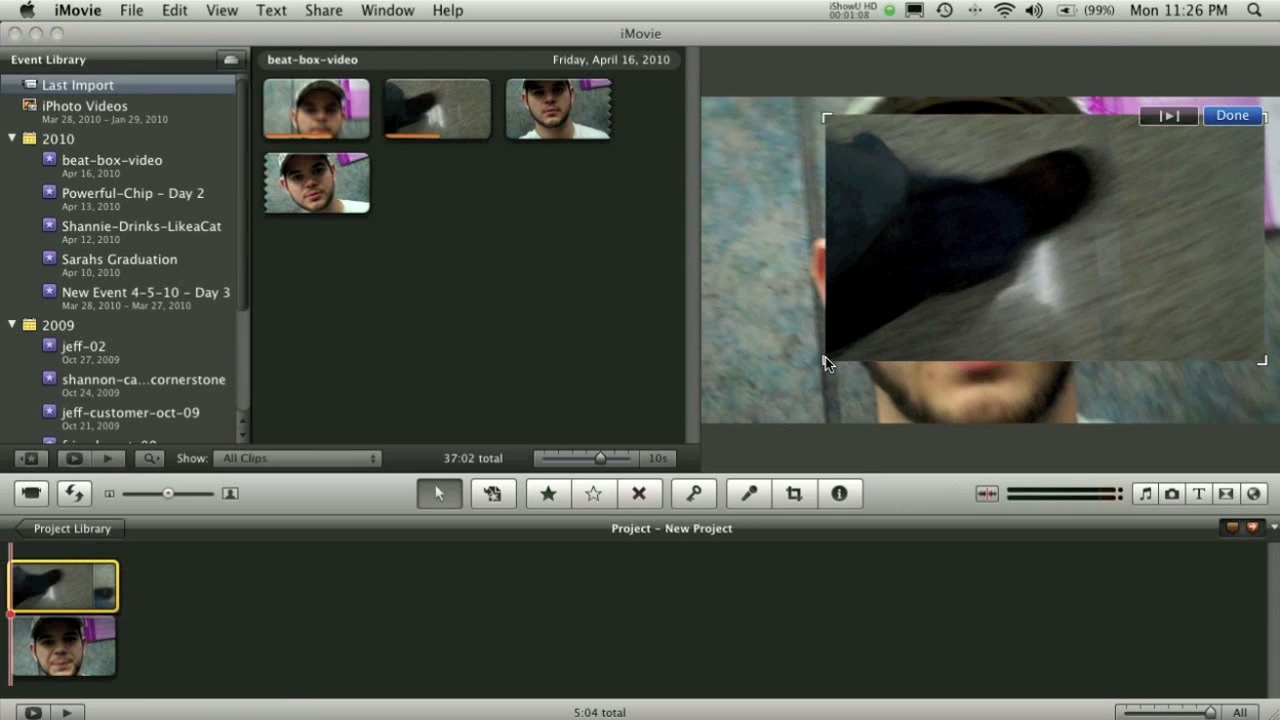 iMovie File Edit View Text Share Window Help iShowU HD 00:01:08 (99%) Mon 11:26 PM
iMovie
Event Library
beat-box-video Friday, April 16, 2010
Last Import
iPhoto Videos
Mar 28, 2010 – Jan 29, 2010
2010
beat-box-video
Apr 16, 2010
Powerful-Chip – Day 2
Apr 13, 2010
Shannie-Drinks-LikeaCat
Apr 12, 2010
Sarahs Graduation
Apr 10, 2010
New Event 4-5-10 – Day 3
Mar 28, 2010 – Mar 27, 2010
2009
jeff-02
Oct 27, 2009
shannon-ca...cornerstone
Oct 24, 2009
jeff-customer-oct-09
Oct 21, 2009
Done
Show: All Clips 37:02 total 10s
Project Library
Project – New Project
5:04 total All